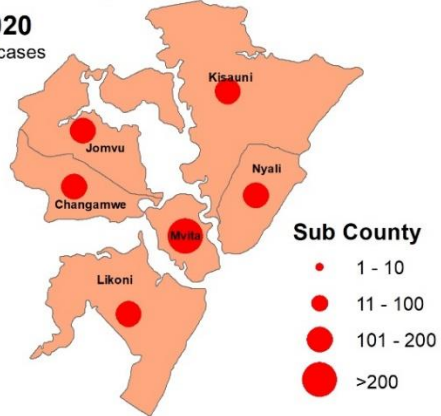 020
cases
Kisauni
Jomvu
Nyali
Changamwe
Mvita
Sub County
Likoni
1 - 10
11 - 100
101 - 200
>200